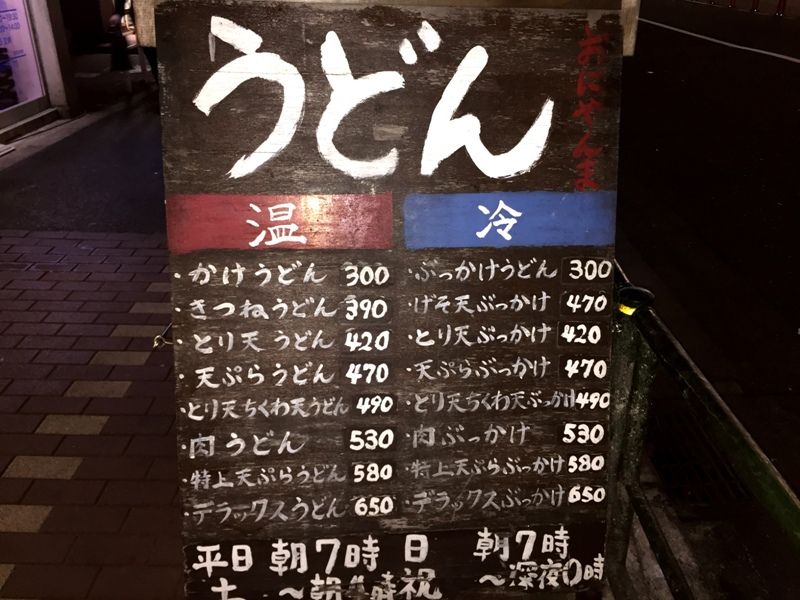 うどん
おにやんま
温
冷
・かけうどん 300
・きつねうどん 390
・とり天うどん 420
・天ぷらうどん 470
・とり天ちくわ天うどん 490
・肉うどん 530
・特上天ぷらうどん 580
・デラックスうどん 650
・ぶっかけうどん 300
・げそ天ぶっかけ 470
・とり天ぶっかけ 420
・天ぷらぶっかけ 470
・とり天ちくわ天ぶっかけ 490
・肉ぶっかけ 530
・特上天ぷらぶっかけ 580
・デラックスぶっかけ 650
平日 朝7時
土 〜朝4時
日 朝7時
祝 〜深夜0時